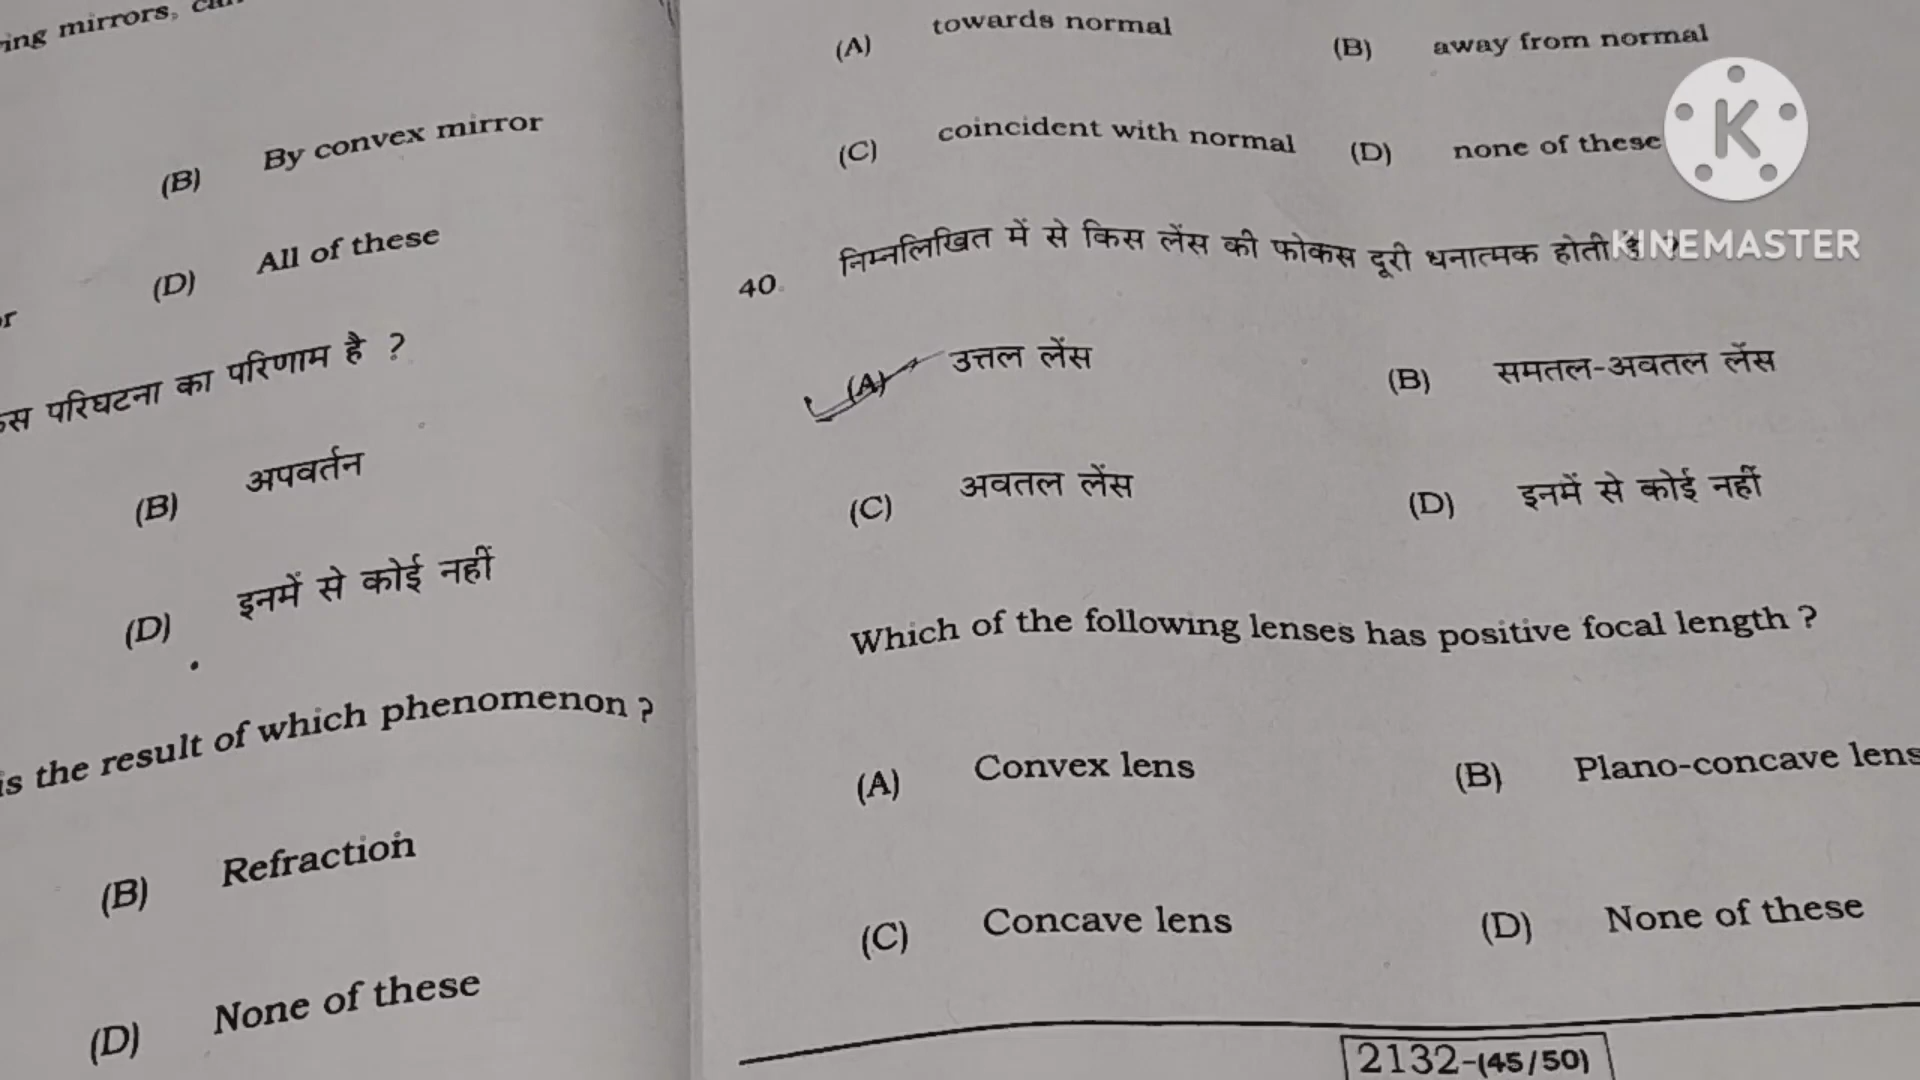 ing mirrors,
(B) By convex mirror
(D) All of these
परिघटना का परिणाम है ?
(B) अपवर्तन
(D) इनमें से कोई नहीं
is the result of which phenomenon ?
(B) Refraction
(D) None of these
(A) towards normal (B) away from normal
(C) coincident with normal (D) none of these
40. निम्नलिखित में से किस लेंस की फोकस दूरी धनात्मक होती
(A) उत्तल लेंस (B) समतल-अवतल लेंस
(C) अवतल लेंस (D) इनमें से कोई नहीं
Which of the following lenses has positive focal length ?
(A) Convex lens (B) Plano-concave lens
(C) Concave lens (D) None of these
2132-(45/50)
K
KINEMASTER